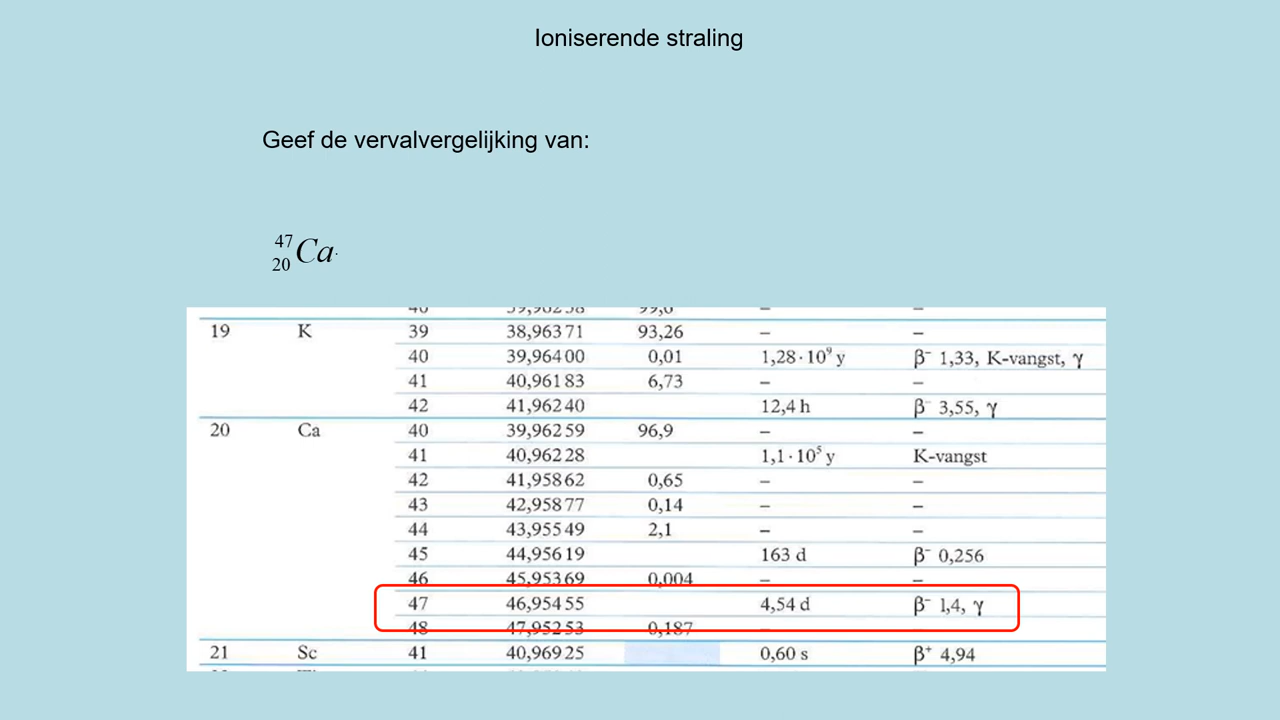 Ioniserende straling
Geef de vervalvergelijking van:
47
20 Ca.
40 39,96238 99,6 – –
19 K 39 38,96371 93,26 – –
40 39,96400 0,01 1,28 · 10⁹ y β⁻ 1,33, K-vangst, γ
41 40,96183 6,73 – –
42 41,96240 12,4 h β⁻ 3,55, γ
20 Ca 40 39,96259 96,9 – –
41 40,96228 1,1 · 10⁵ y K-vangst
42 41,95862 0,65 – –
43 42,95877 0,14 – –
44 43,95549 2,1 – –
45 44,95619 163 d β⁻ 0,256
46 45,95369 0,004 – –
47 46,95455 4,54 d β⁻ 1,4, γ
48 47,95253 0,187 –
21 Sc 41 40,96925 0,60 s β⁺ 4,94